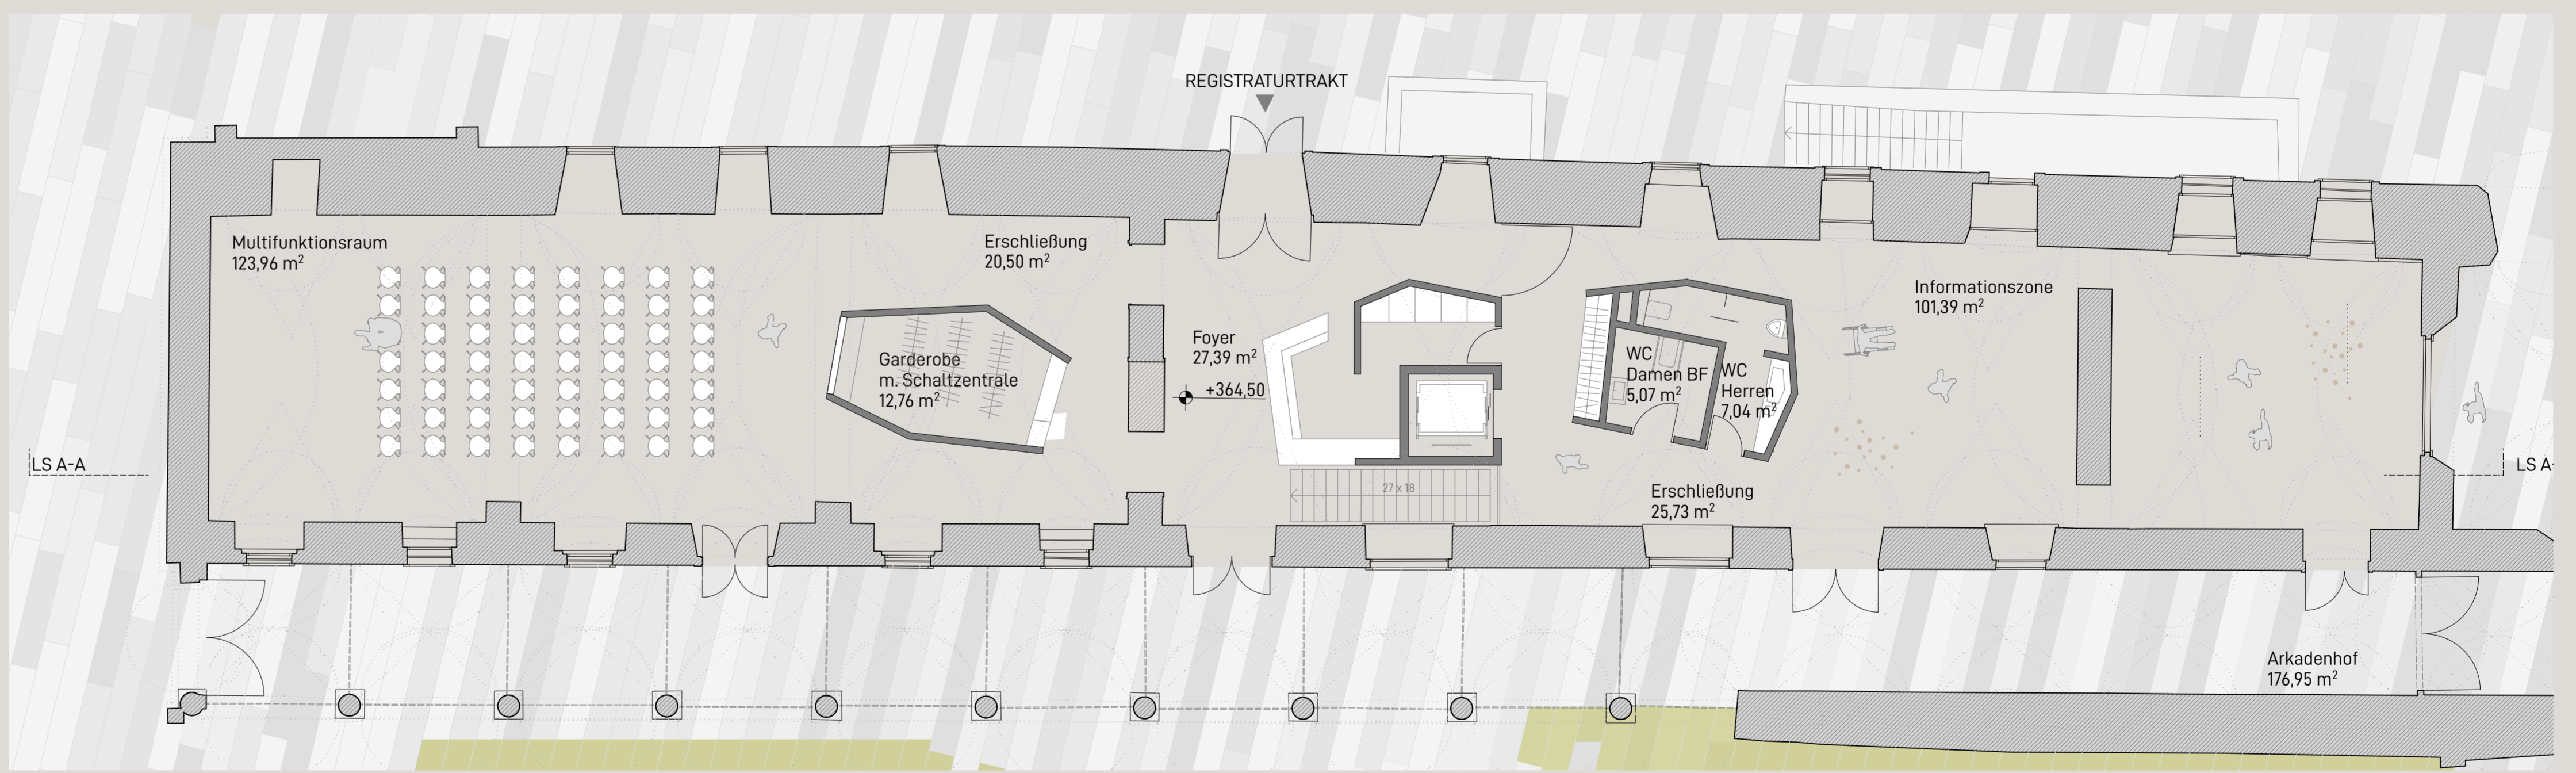 REGISTRATURTRAKT
Multifunktionsraum
123,96 m²
Erschließung
20,50 m²
Informationszone
101,39 m²
Foyer
27,39 m²
+364,50
Garderobe
m. Schaltzentrale
12,76 m²
WC
Damen BF
5,07 m²
WC
Herren
7,04 m²
LS A-A
LS A-
27 x 18
Erschließung
25,73 m²
Arkadenhof
176,95 m²